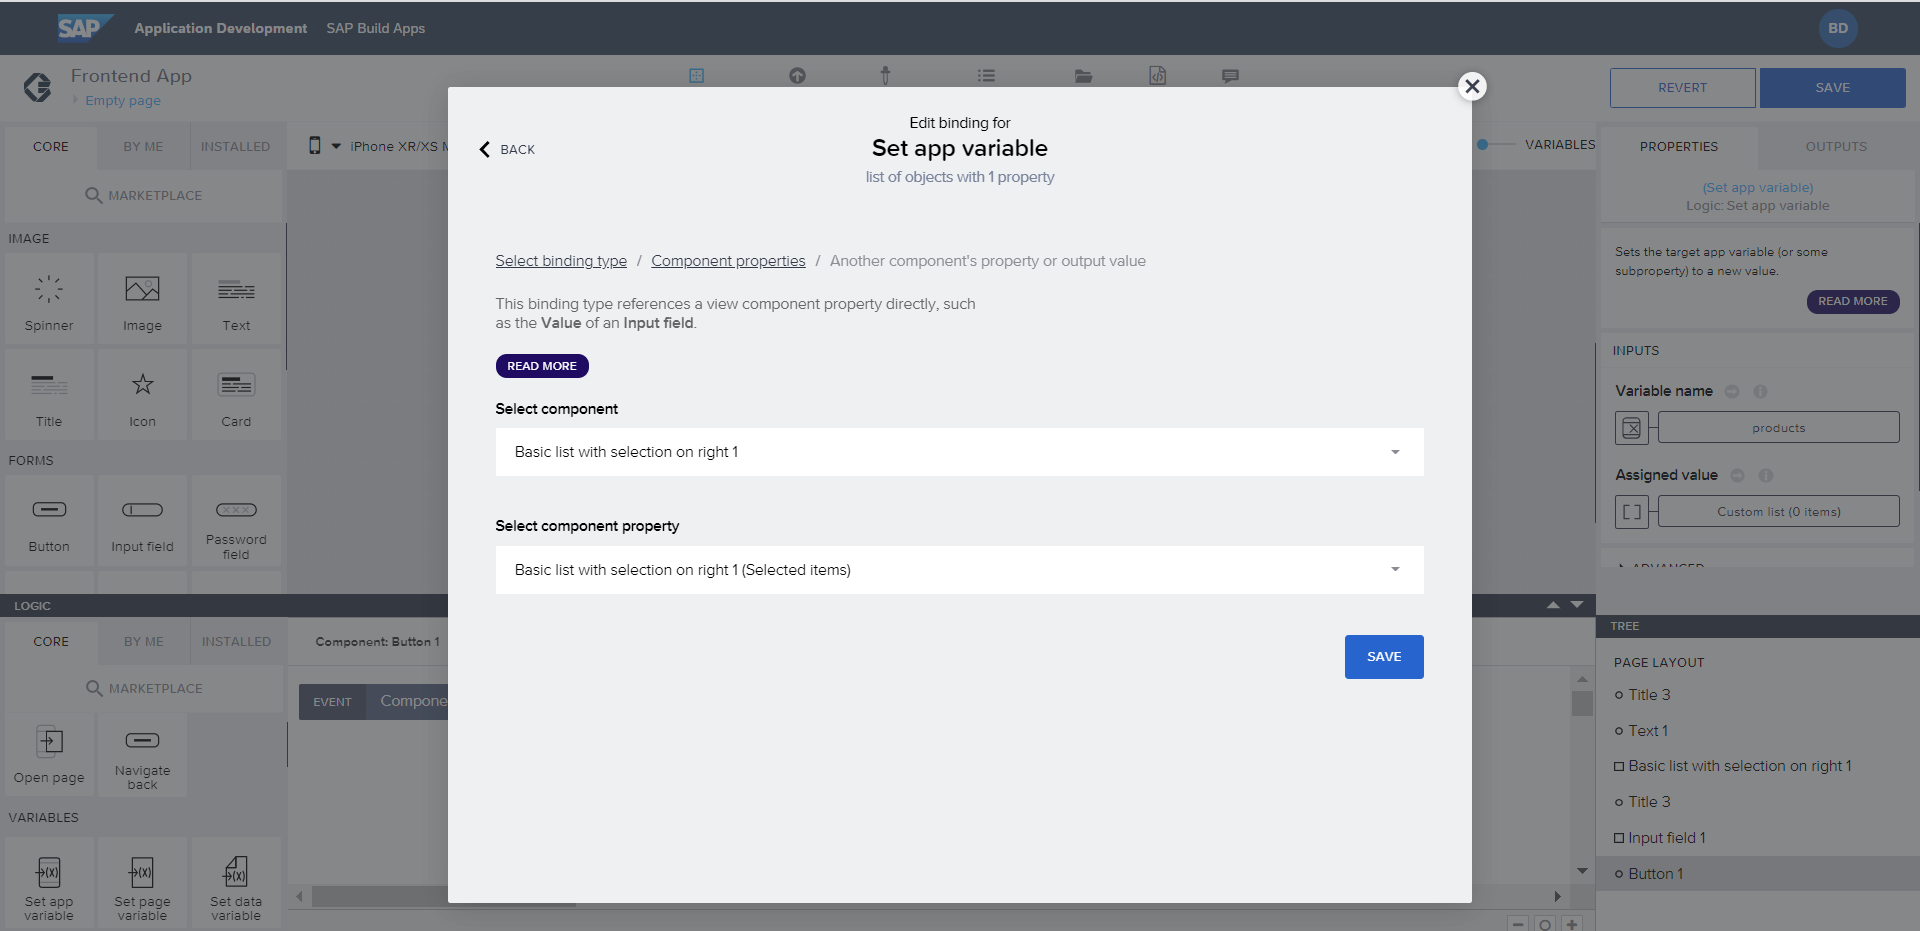 SAP Application Development SAP Build Apps BD
Frontend App
Empty page
REVERT SAVE
CORE BY ME INSTALLED
iPhone XR/XS M
MARKETPLACE
IMAGE
Spinner Image Text
Title Icon Card
FORMS
Button Input field Password
field
LOGIC
CORE BY ME INSTALLED
Component: Button 1
MARKETPLACE
EVENT Compone
Open page Navigate
back
VARIABLES
Set app
variable
Set page
variable
Set data
variable
Edit binding for
BACK
Set app variable
list of objects with 1 property
Select binding type / Component properties / Another component's property or output value
This binding type references a view component property directly, such
as the Value of an Input field.
READ MORE
Select component
Basic list with selection on right 1
Select component property
Basic list with selection on right 1 (Selected items)
SAVE
VARIABLES
PROPERTIES OUTPUTS
(Set app variable)
Logic: Set app variable
Sets the target app variable (or some
subproperty) to a new value.
READ MORE
INPUTS
Variable name
products
Assigned value
Custom list (0 items)
ADVANCED
TREE
PAGE LAYOUT
Title 3
Text 1
Basic list with selection on right 1
Title 3
Input field 1
Button 1